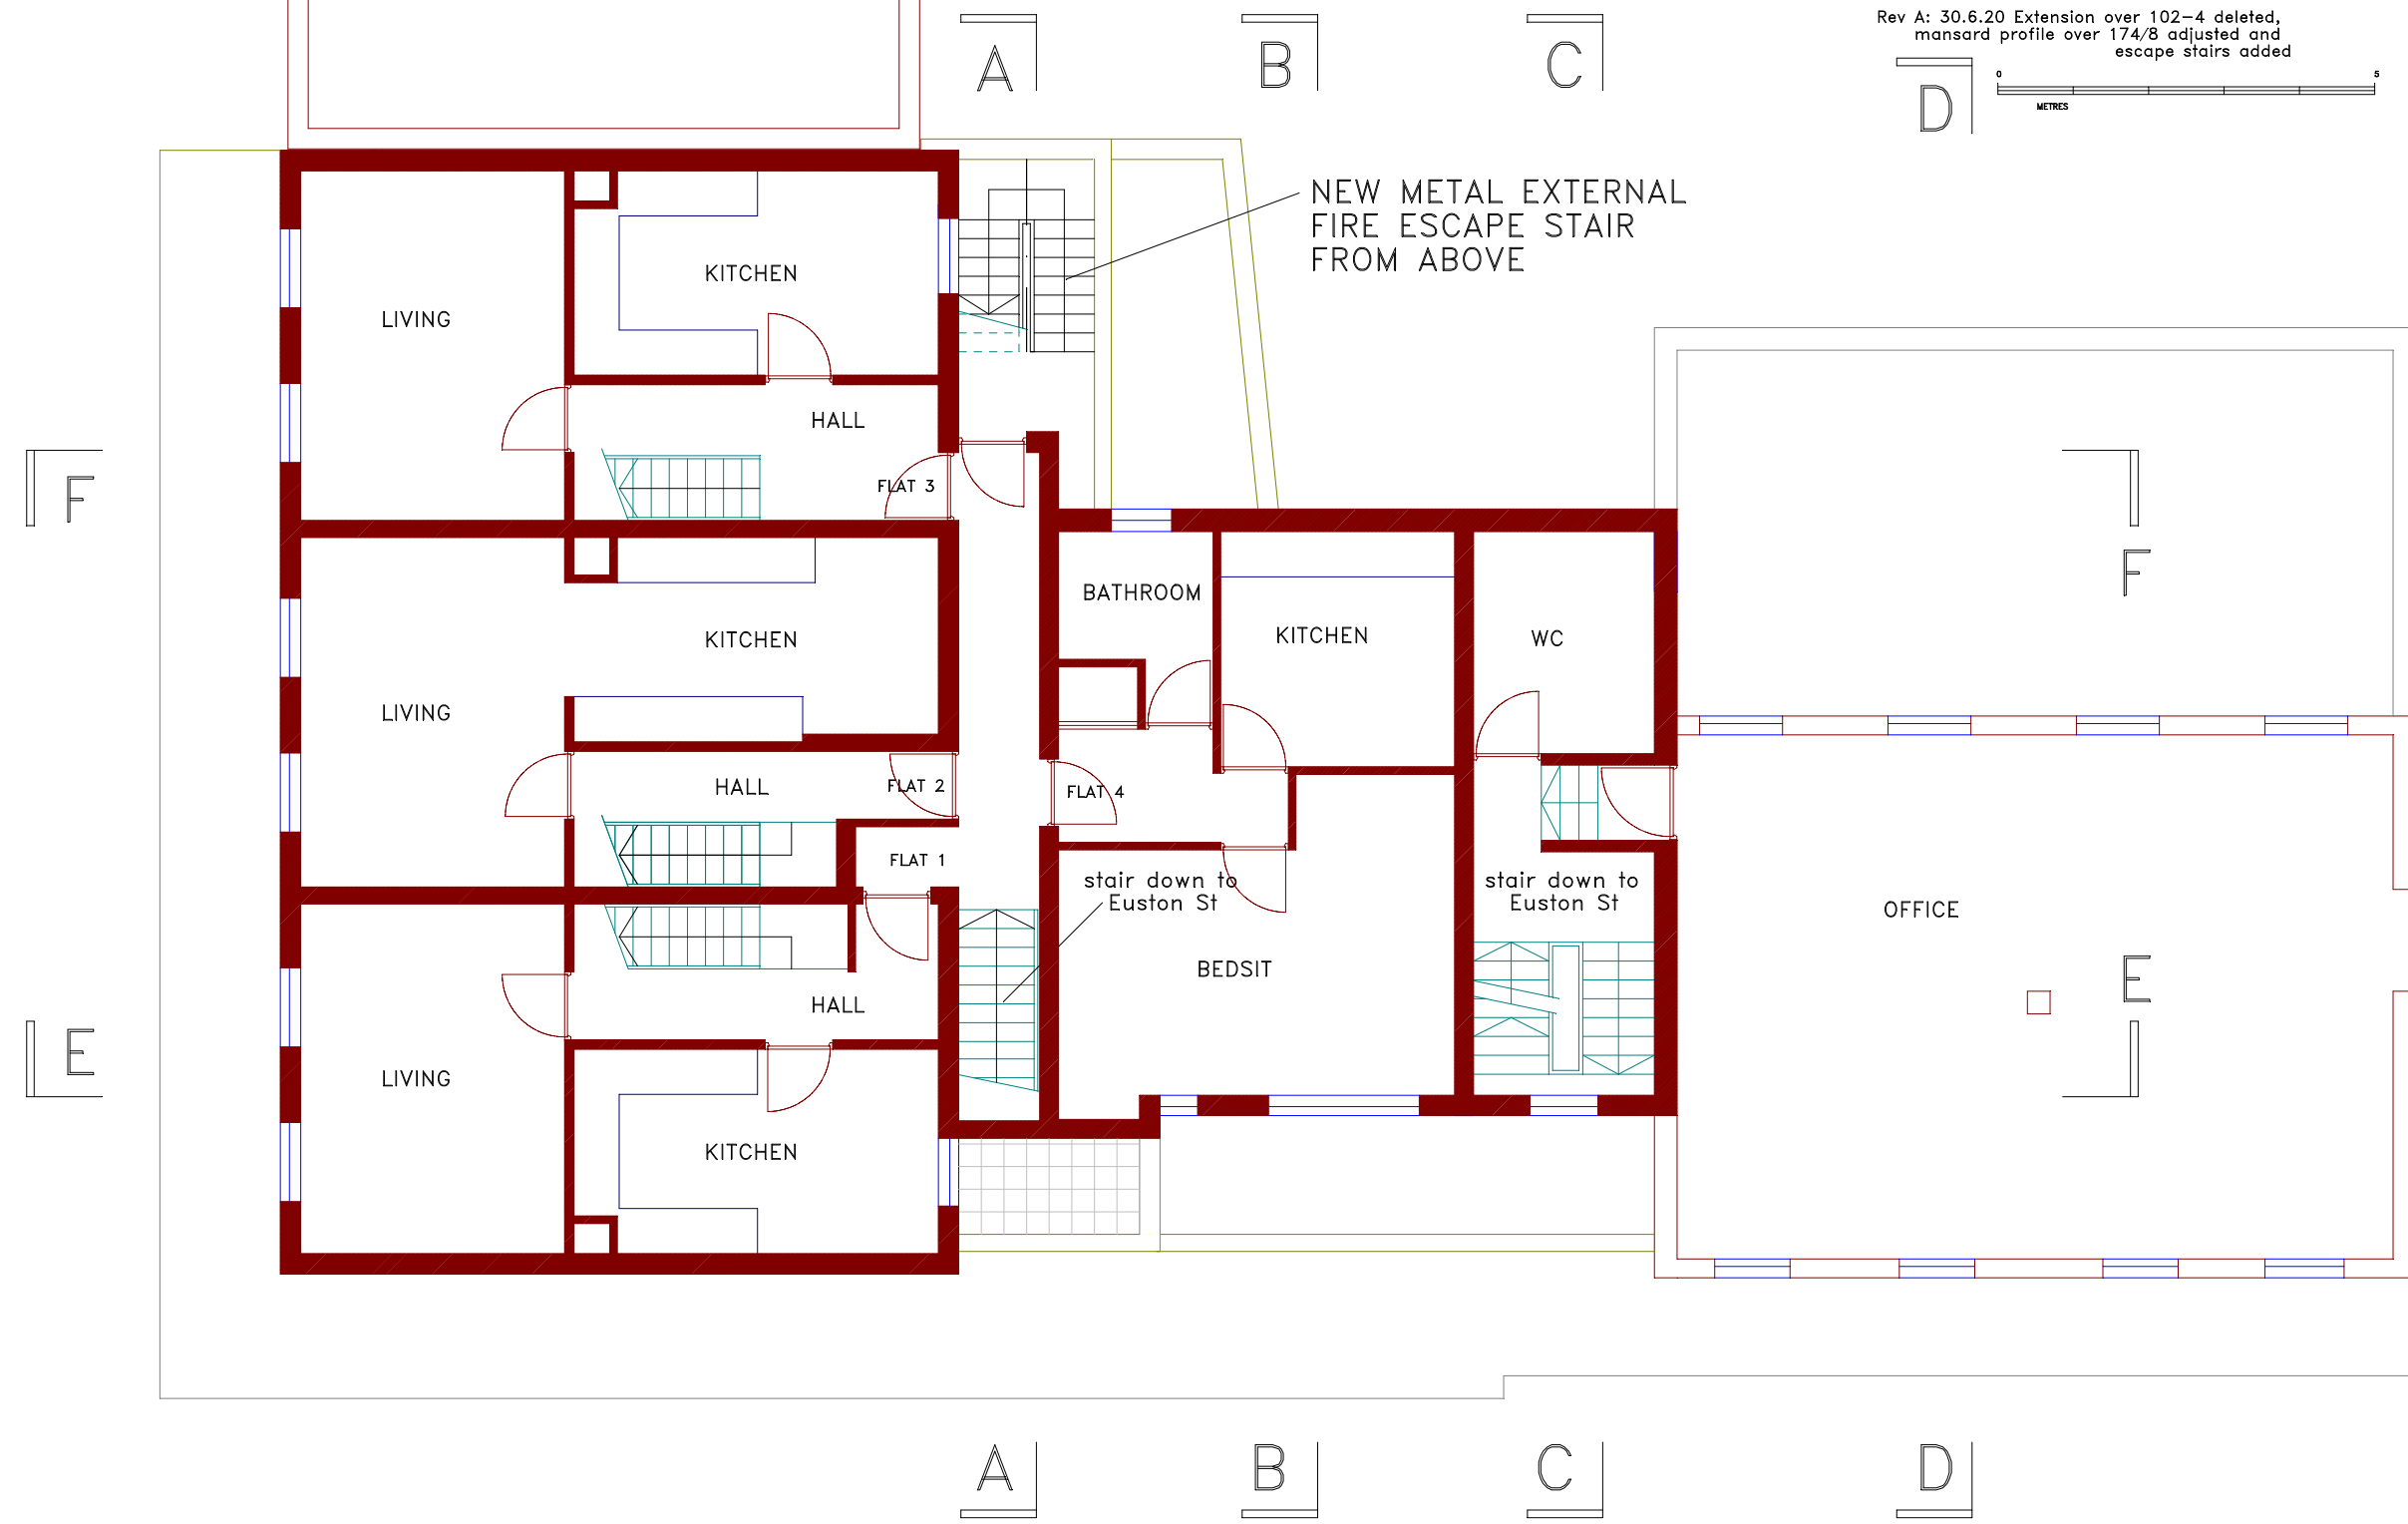 Rev A: 30.6.20 Extension over 102-4 deleted,
mansard profile over 174/8 adjusted and
escape stairs added
A
B
C
D
0
5
METRES
NEW METAL EXTERNAL
FIRE ESCAPE STAIR
FROM ABOVE
KITCHEN
LIVING
HALL
FLAT 3
F
F
BATHROOM
KITCHEN
WC
KITCHEN
LIVING
HALL
FLAT 2
FLAT 4
FLAT 1
stair down to
Euston St
stair down to
Euston St
OFFICE
BEDSIT
E
HALL
E
LIVING
KITCHEN
A
B
C
D